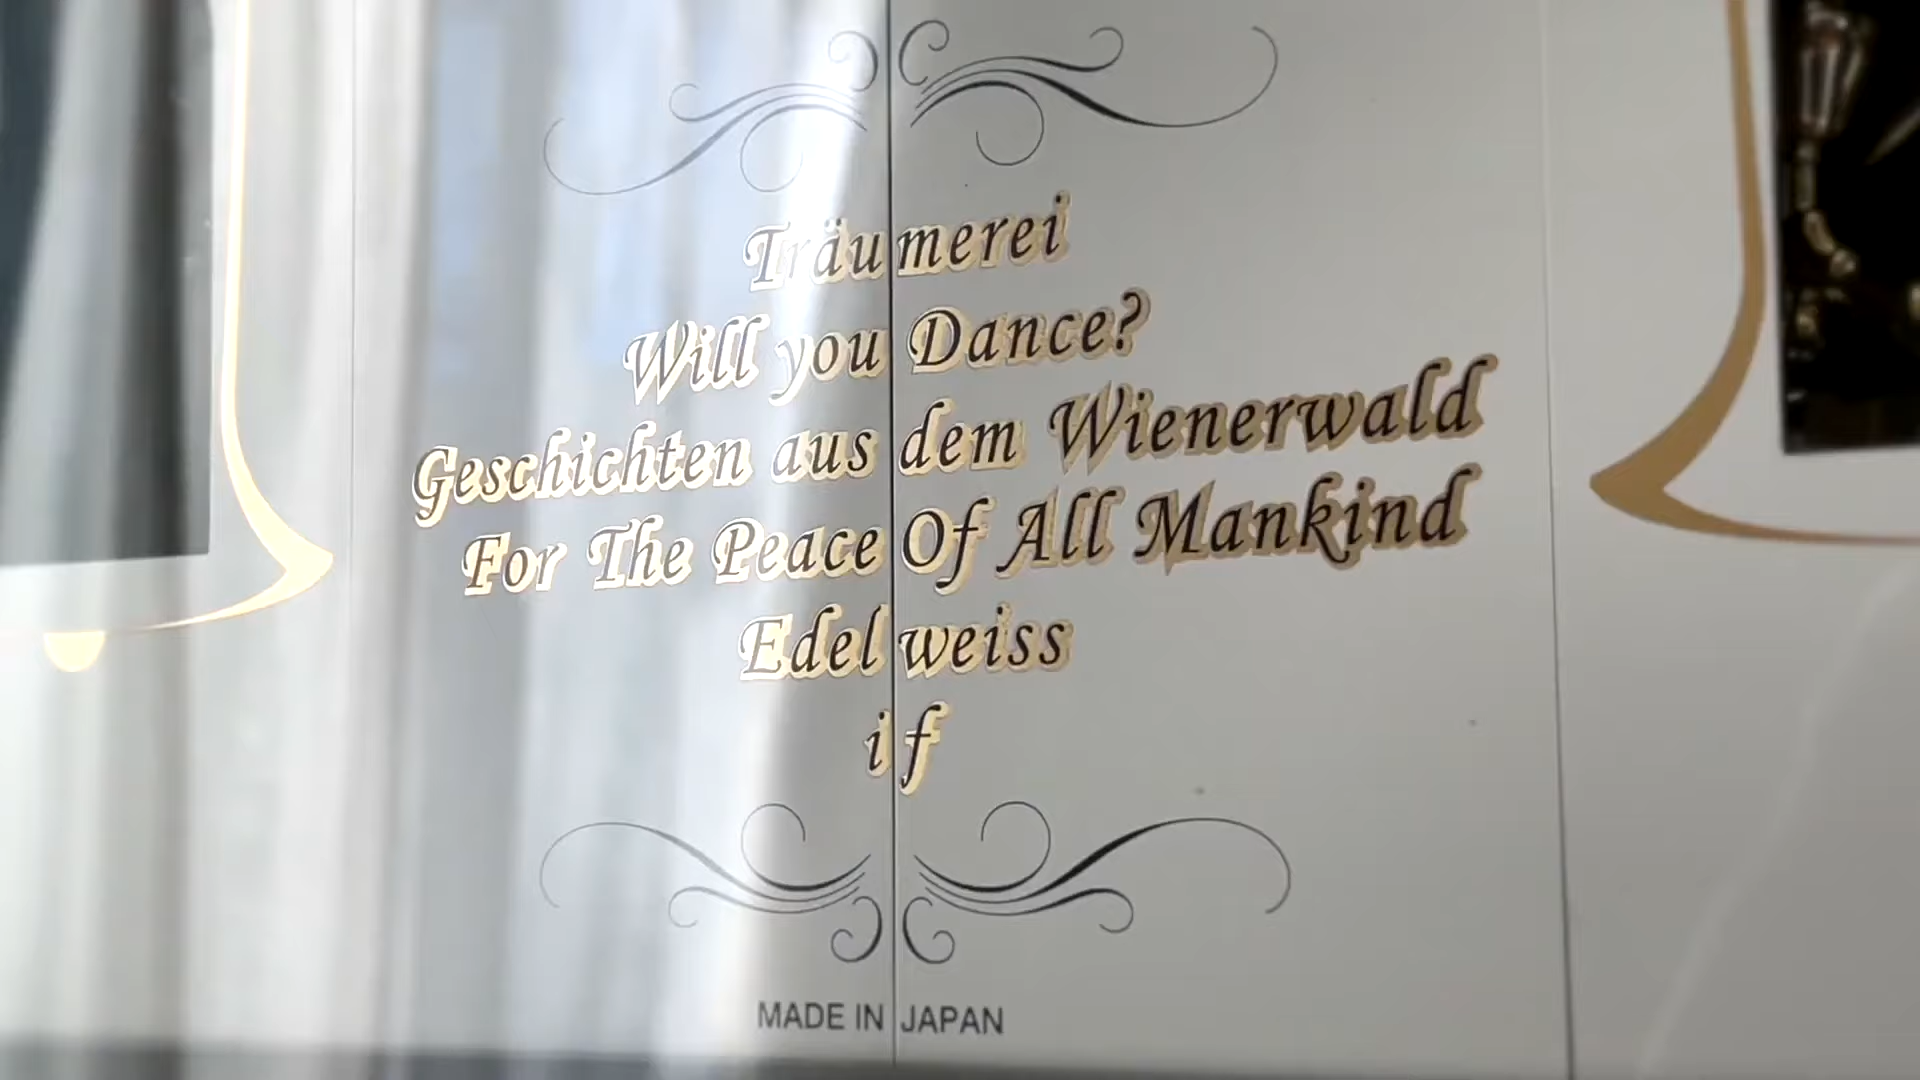 Träumerei
Will you Dance?
Geschichten aus dem Wienerwald
For The Peace Of All Mankind
Edelweiss
if
MADE IN JAPAN